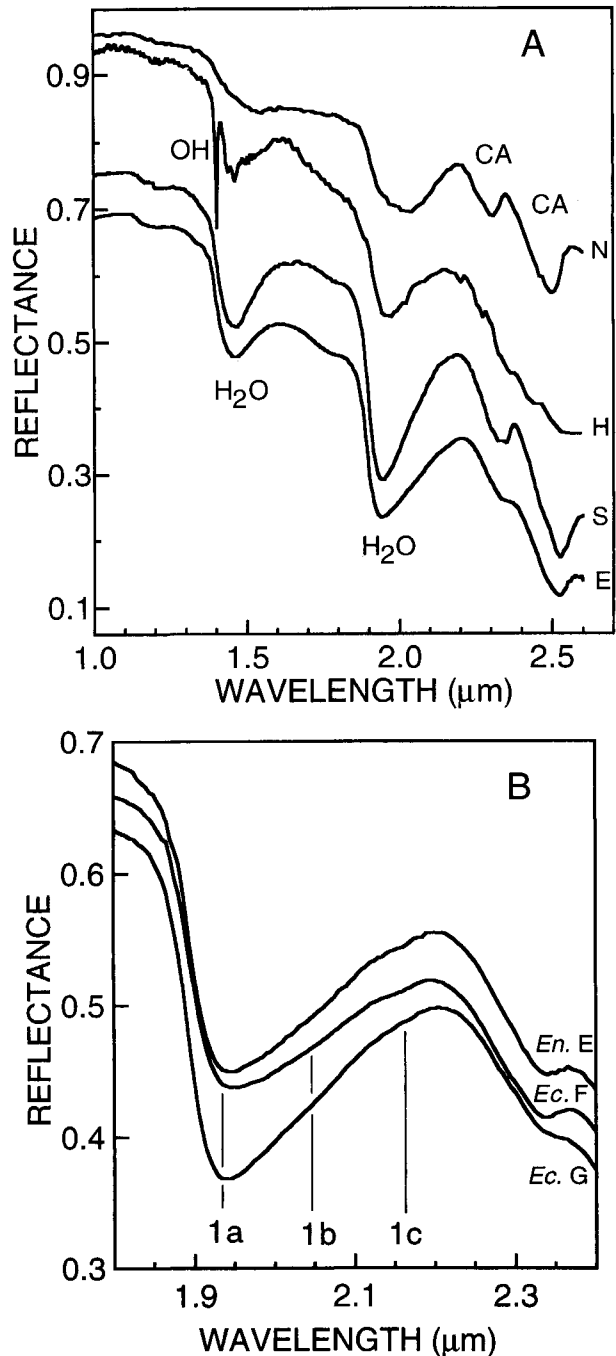 A
0.9
OH
CA
CA
0.7
N
REFLECTANCE
0.5
H2O
H
0.3
S
H2O
E
0.1
1.0 1.5 2.0 2.5
WAVELENGTH (μm)
0.7
B
0.6
REFLECTANCE
0.5
En. E
Ec. F
0.4
Ec. G
1a 1b 1c
0.3
1.9 2.1 2.3
WAVELENGTH (μm)